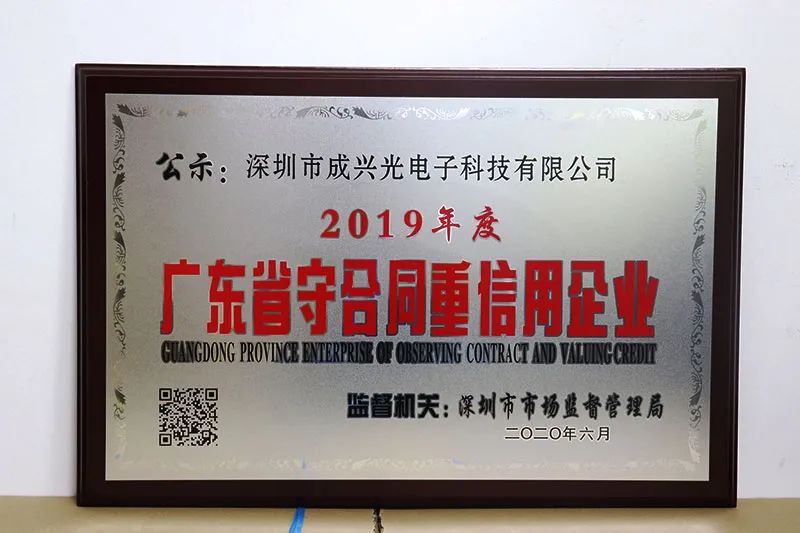 公示：深圳市成兴光电子科技有限公司
2019年度
广东省守合同重信用企业
GUANGDONG PROVINCE ENTERPRISE OF OBSERVING CONTRACT AND VALUING CREDIT
监督机关：深圳市市场监督管理局
二〇二〇年六月